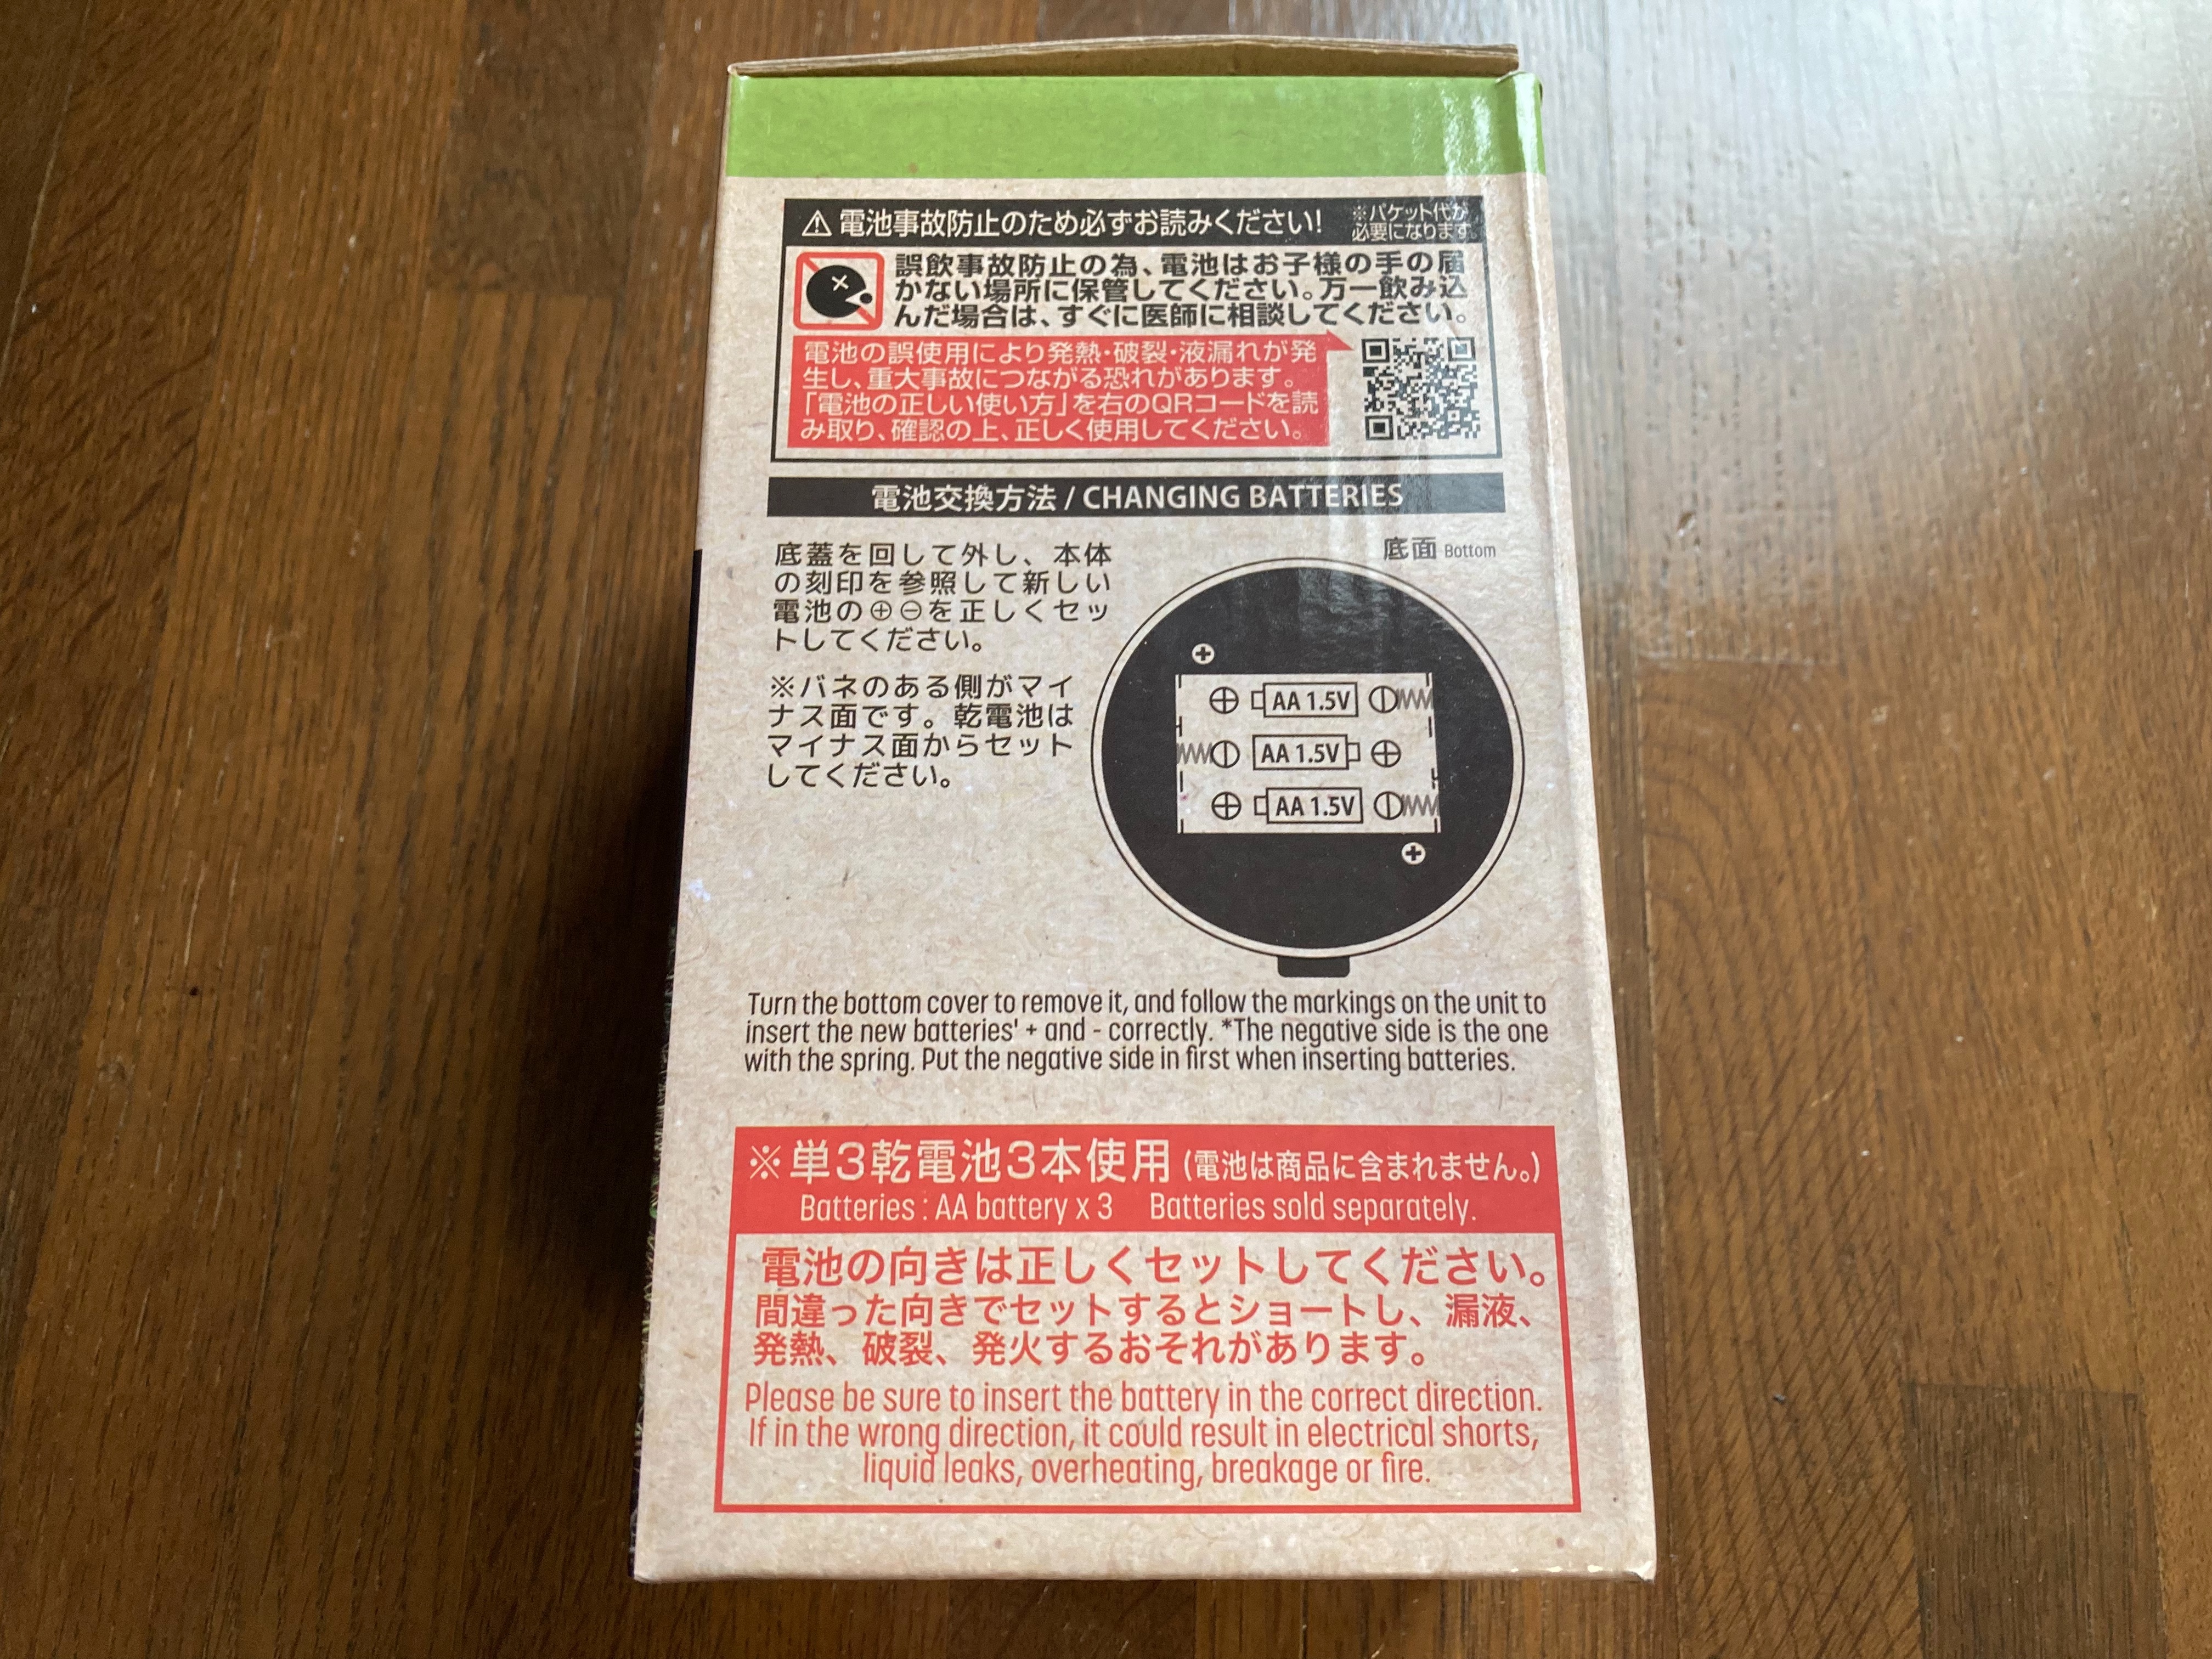 ⚠電池事故防止のため必ずお読みください!
※パケット代が
必要になります。
誤飲事故防止の為、電池はお子様の手の届
かない場所に保管してください。万一飲み込
んだ場合は、すぐに医師に相談してください。
電池の誤使用により発熱・破裂・液漏れが発
生し、重大事故につながる恐れがあります。
「電池の正しい使い方」を右のQRコードを読
み取り、確認の上、正しく使用してください。
電池交換方法 / CHANGING BATTERIES
底蓋を回して外し、本体
の刻印を参照して新しい
電池の⊕⊖を正しくセッ
トしてください。
※バネのある側がマイ
ナス面です。乾電池は
マイナス面からセット
してください。
底面 Bottom
AA 1.5V
AA 1.5V
AA 1.5V
Turn the bottom cover to remove it, and follow the markings on the unit to
insert the new batteries' + and - correctly. *The negative side is the one
with the spring. Put the negative side in first when inserting batteries.
※単3乾電池3本使用(電池は商品に含まれません。)
Batteries : AA battery x 3 Batteries sold separately.
電池の向きは正しくセットしてください。
間違った向きでセットするとショートし、漏液、
発熱、破裂、発火するおそれがあります。
Please be sure to insert the battery in the correct direction.
If in the wrong direction, it could result in electrical shorts,
liquid leaks, overheating, breakage or fire.